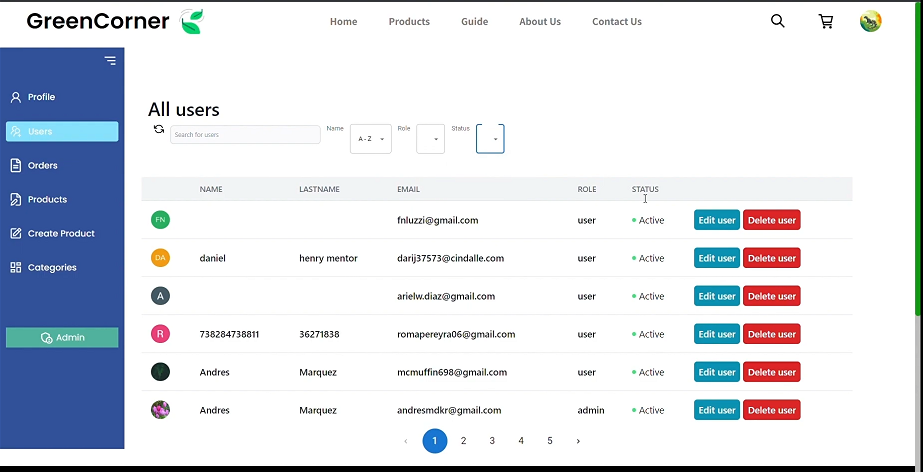 GreenCorner Home Products Guide About Us Contact Us
Profile
Users
Orders
Products
Create Product
Categories
Admin
All users
Search for users
Name A - Z Role Status
NAME LASTNAME EMAIL ROLE STATUS
FN fnluzzi@gmail.com user Active Edit user Delete user
DA daniel henry mentor darij37573@cindalle.com user Active Edit user Delete user
A arielw.diaz@gmail.com user Active Edit user Delete user
R 738284738811 36271838 romapereyra06@gmail.com user Active Edit user Delete user
Andres Marquez mcmuffin698@gmail.com user Active Edit user Delete user
Andres Marquez andresmdkr@gmail.com admin Active Edit user Delete user
‹ 1 2 3 4 5 ›